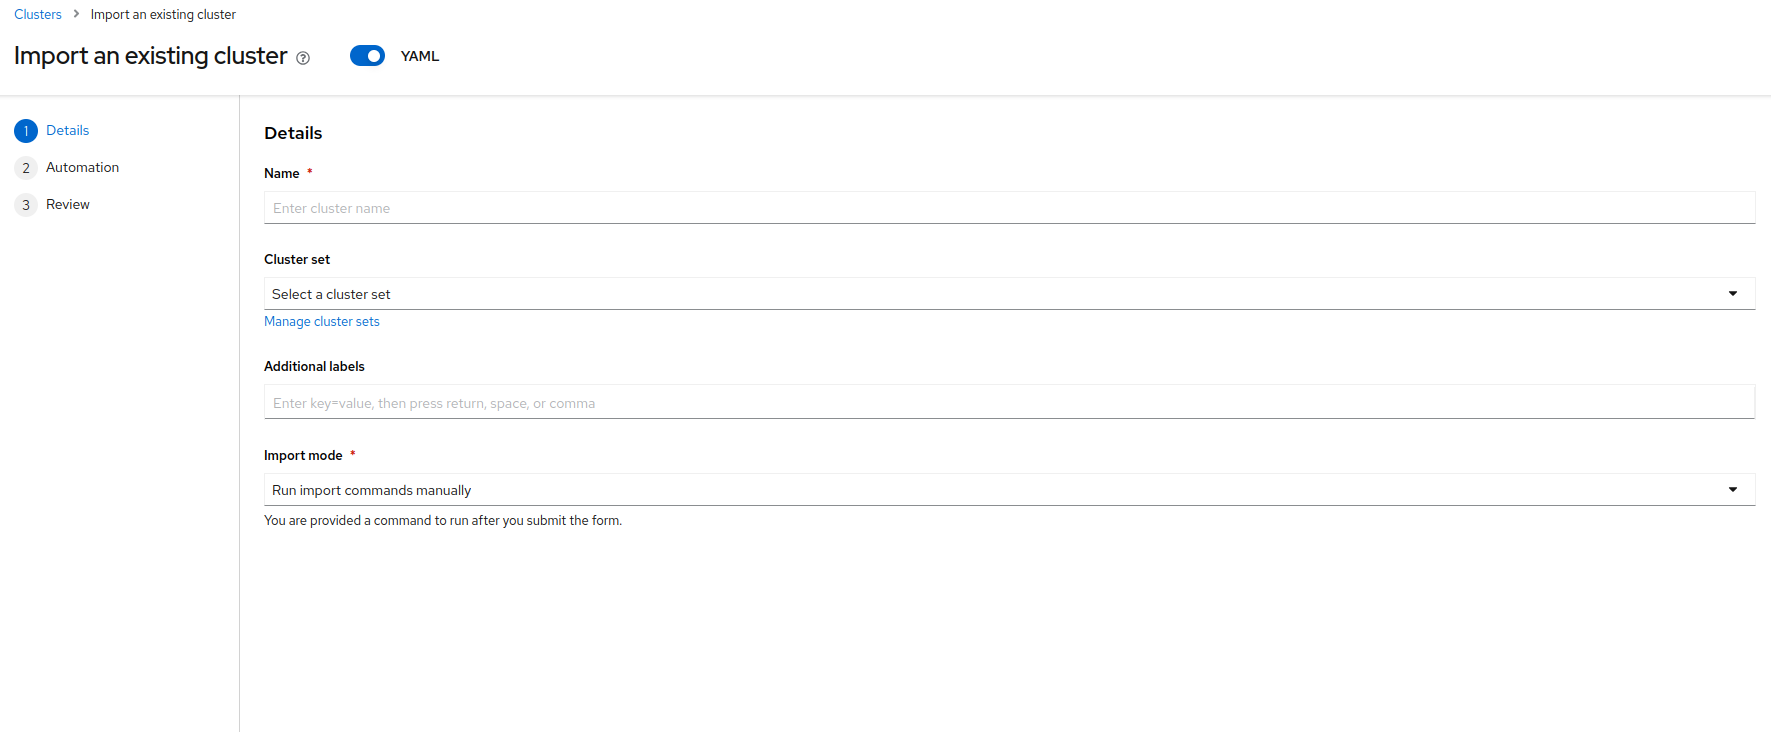 Clusters > Import an existing cluster
Import an existing cluster ? YAML
1 Details
2 Automation
3 Review
Details
Name *
Enter cluster name
Cluster set
Select a cluster set
Manage cluster sets
Additional labels
Enter key=value, then press return, space, or comma
Import mode *
Run import commands manually
You are provided a command to run after you submit the form.